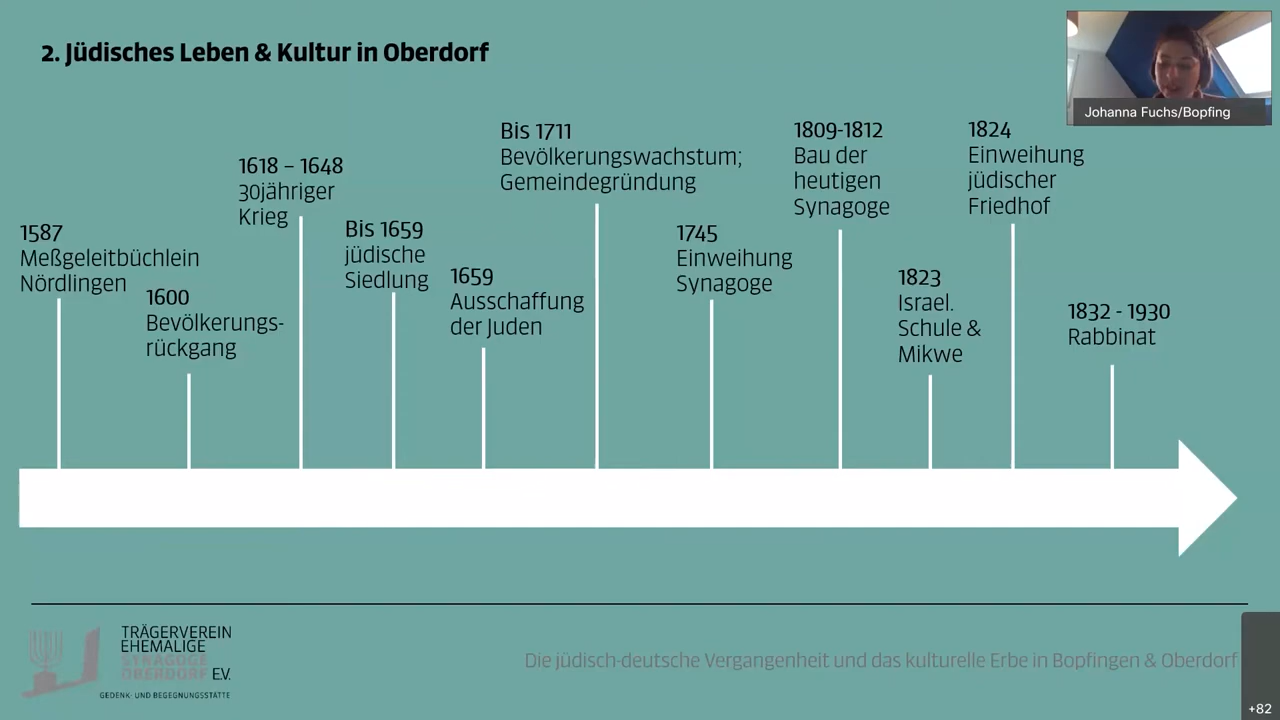 2. Jüdisches Leben & Kultur in Oberdorf
Johanna Fuchs/Bopfing
1587
Meßgeleitbüchlein
Nördlingen
1600
Bevölkerungs-
rückgang
1618 – 1648
30jähriger
Krieg
Bis 1659
jüdische
Siedlung
1659
Ausschaffung
der Juden
Bis 1711
Bevölkerungswachstum;
Gemeindegründung
1745
Einweihung
Synagoge
1809-1812
Bau der
heutigen
Synagoge
1823
Israel.
Schule &
Mikwe
1824
Einweihung
jüdischer
Friedhof
1832 - 1930
Rabbinat
TRÄGERVEREIN
EHEMALIGE
SYNAGOGE
OBERDORF E.V.
GEDENK- UND BEGEGNUNGSSTÄTTE
Die jüdisch-deutsche Vergangenheit und das kulturelle Erbe in Bopfingen & Oberdorf
+82